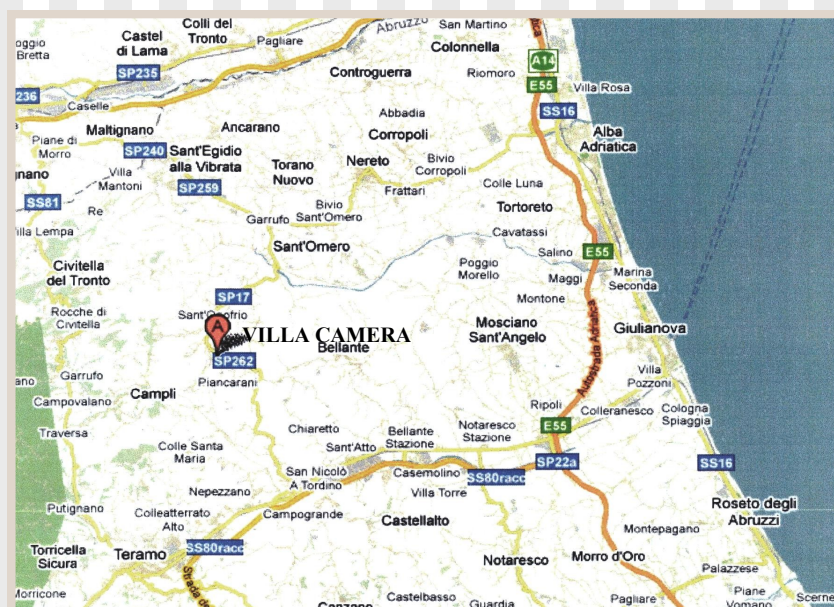 Colli del
Tronto
San Martino
Abruzzo
oggio
Bretta
Castel
di Lama
Pagliare
Colonnella
A14
SP235
Controguerra
Riomoro
E55
Villa Rosa
236
Caselle
Abbadia
SS16
Maltignano
Ancarano
Corropoli
Alba
Adriatica
Piane di
Morro
SP240
Sant'Egidio
alla Vibrata
Torano
Nuovo
Nereto
Bivio
Corropoli
gnano
Villa
Mantoni
SP259
Frattari
Colle Luna
SS81
Re
Bivio
Sant'Omero
Tortoreto
Garrufo
Cavatassi
illa Lempa
Sant'Omero
Salino
E55
Civitella
del Tronto
Poggio
Morello
Maggi
Marina
Seconda
SP17
Montone
Rocche di
Civitella
Sant'Onofrio
A
VILLA CAMERA
Mosciano
Sant'Angelo
Giulianova
Bellante
SP262
Autostrada Adriatica
ano
Garrufo
Piancarani
Villa
Pozzoni
Campovalano
Campli
Ripoli
Colleranesco
Cologna
Spiaggia
Traversa
Chiaretto
Bellante
Stazione
Notaresco
Stazione
E55
Colle Santa
Maria
Sant'Atto
San Nicolò
A Tordino
Casemolino
SS80racc
SP22a
SS16
Nepezzano
Villa Torre
Putignano
Colleatterrato
Alto
Campogrande
Castellalto
Roseto degli
Abruzzi
Montepagano
Torricella
Sicura
Teramo
SS80racc
Notaresco
Morro d'Oro
Palazzese
Morricone
Strada de
Canzano
Castelbasso
Guardia
Pagliare
Piane
Vomano
Scerne